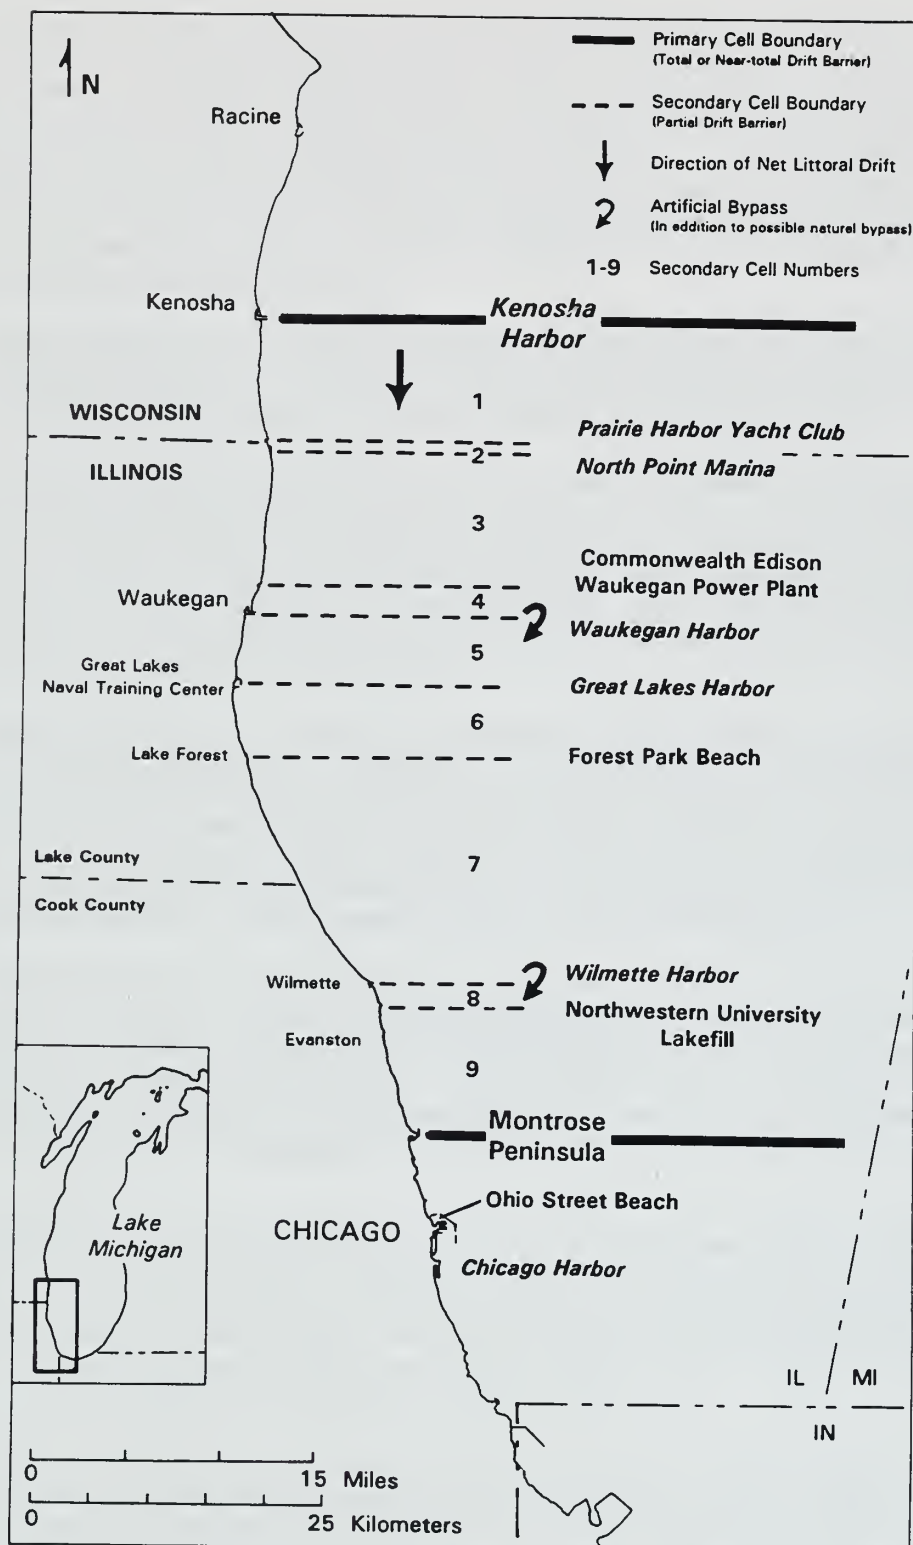 N
Racine
Primary Cell Boundary
(Total or Near-total Drift Barrier)
Secondary Cell Boundary
(Partial Drift Barrier)
Direction of Net Littoral Drift
Artificial Bypass
(In eddition to possible naturel bypass)
1-9 Secondary Cell Numbers
Kenosha
Kenosha
Harbor
1
WISCONSIN
Prairie Harbor Yacht Club
2
ILLINOIS
North Point Marina
3
Commonwealth Edison
Waukegan Power Plant
Waukegan
4
Waukegan Harbor
5
Great Lakes
Naval Training Center
Great Lakes Harbor
6
Lake Forest
Forest Park Beach
Lake County
7
Cook County
Wilmette
Wilmette Harbor
8
Northwestern University
Lakefill
Evanston
9
Montrose
Peninsula
Ohio Street Beach
CHICAGO
Chicago Harbor
Lake
Michigan
IL MI
IN
0 15 Miles
0 25 Kilometers